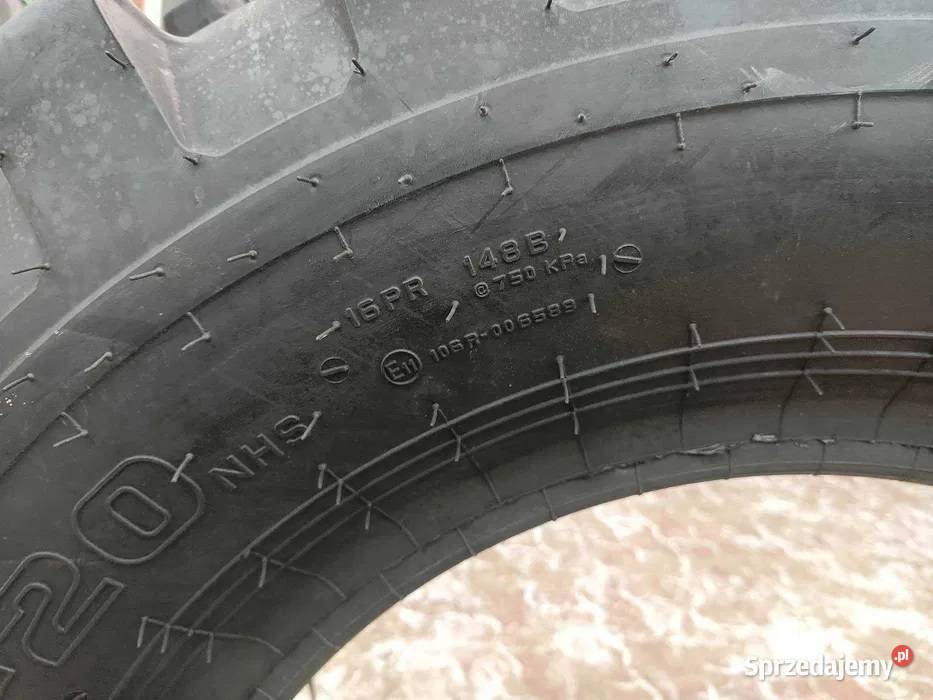 16PR 148B
@750 KPa
E11 106R-006589
20 NHS
Sprzedajemy.pl